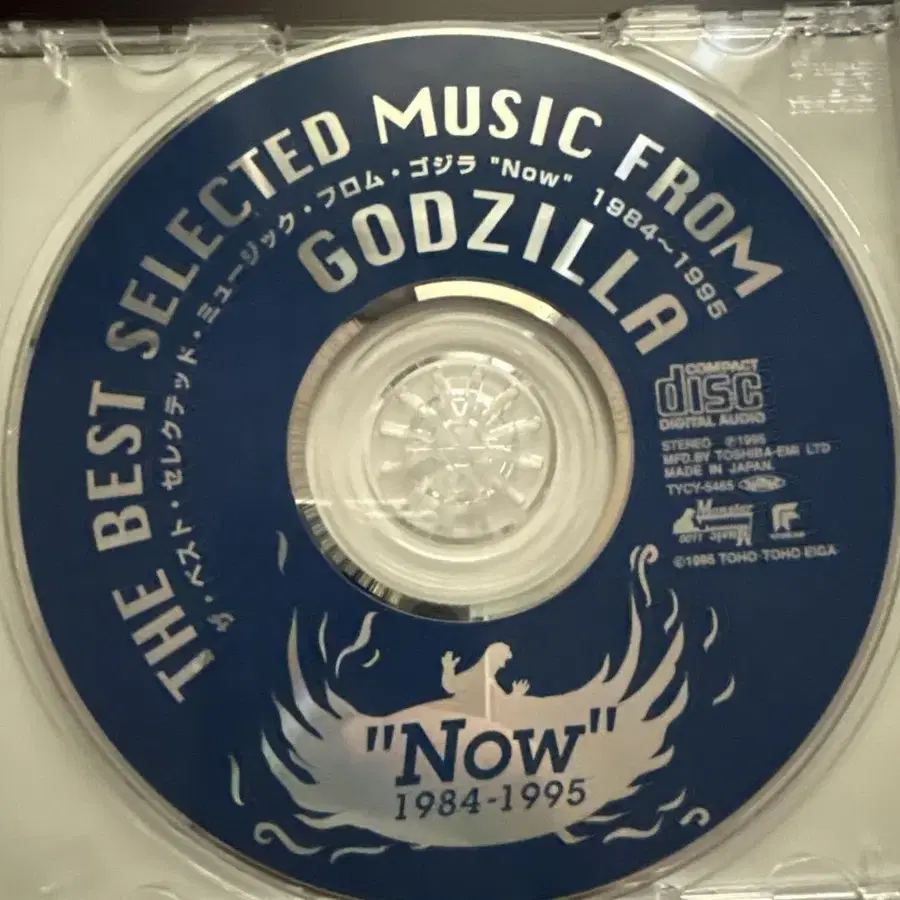 THE BEST SELECTED MUSIC FROM
ザ・ベスト・セレクテッド・ミュージック・フロム・ゴジラ "Now" 1984~1995
GODZILLA
COMPACT
disc
DIGITAL AUDIO
STEREO ℗1995
MFD.BY TOSHIBA-EMI LTD
MADE IN JAPAN.
TYCY-5465
Monster
Music
©1995 TOHO·TOHO EIGA
"Now"
1984-1995